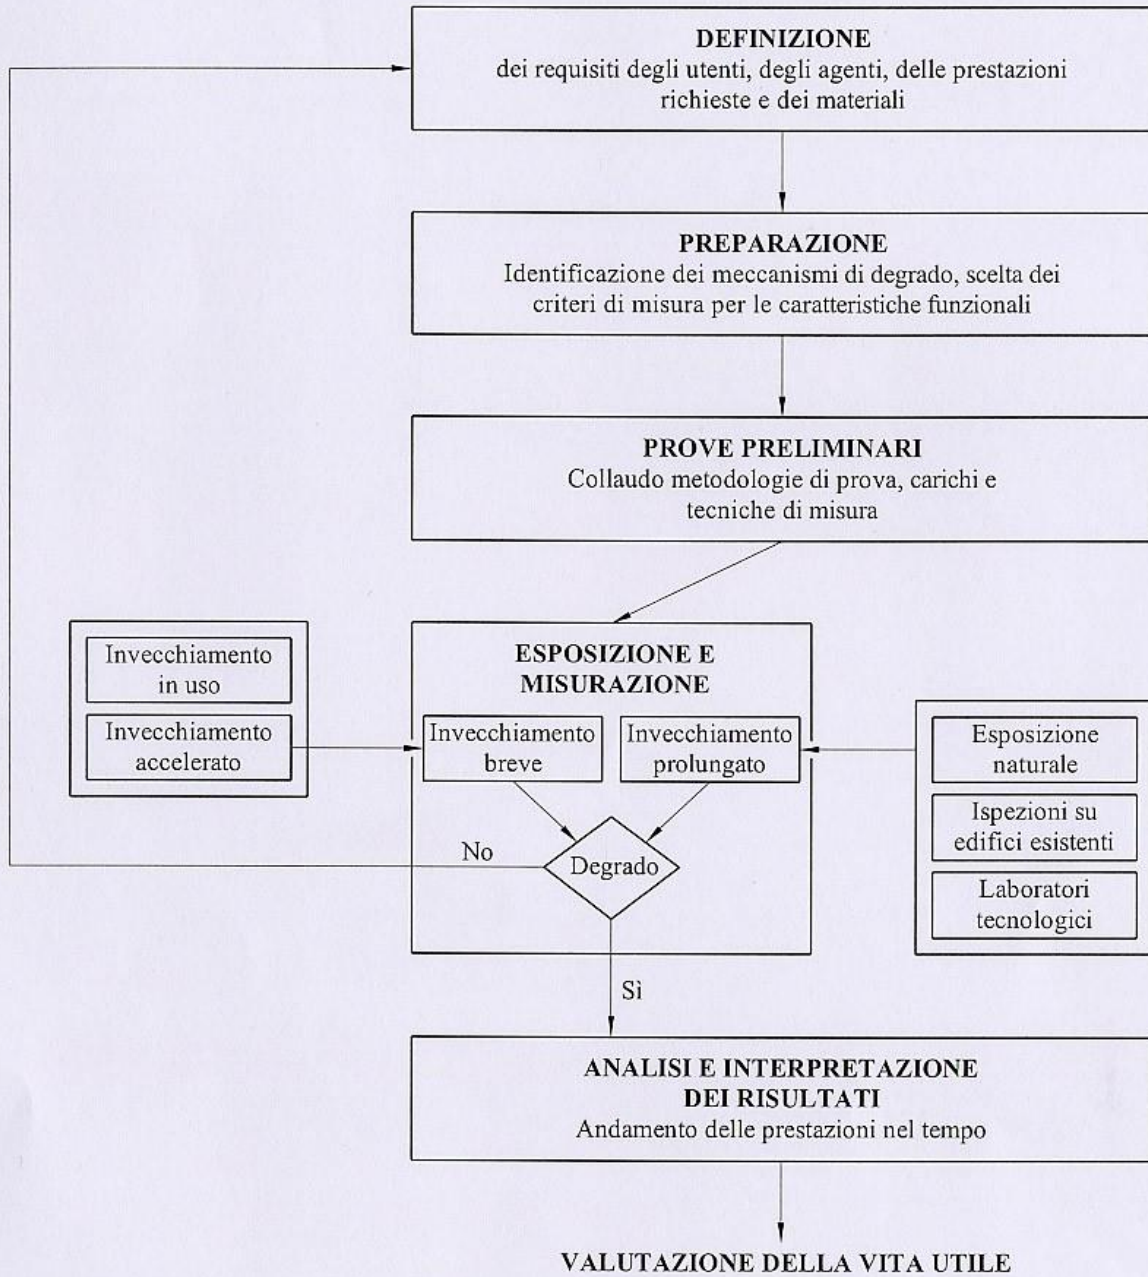 DEFINIZIONE
dei requisiti degli utenti, degli agenti, delle prestazioni
richieste e dei materiali
PREPARAZIONE
Identificazione dei meccanismi di degrado, scelta dei
criteri di misura per le caratteristiche funzionali
PROVE PRELIMINARI
Collaudo metodologie di prova, carichi e
tecniche di misura
Invecchiamento
in uso
Invecchiamento
accelerato
ESPOSIZIONE E
MISURAZIONE
Invecchiamento
breve
Invecchiamento
prolungato
Esposizione
naturale
Ispezioni su
edifici esistenti
Laboratori
tecnologici
Degrado
No
Sì
ANALISI E INTERPRETAZIONE
DEI RISULTATI
Andamento delle prestazioni nel tempo
VALUTAZIONE DELLA VITA UTILE